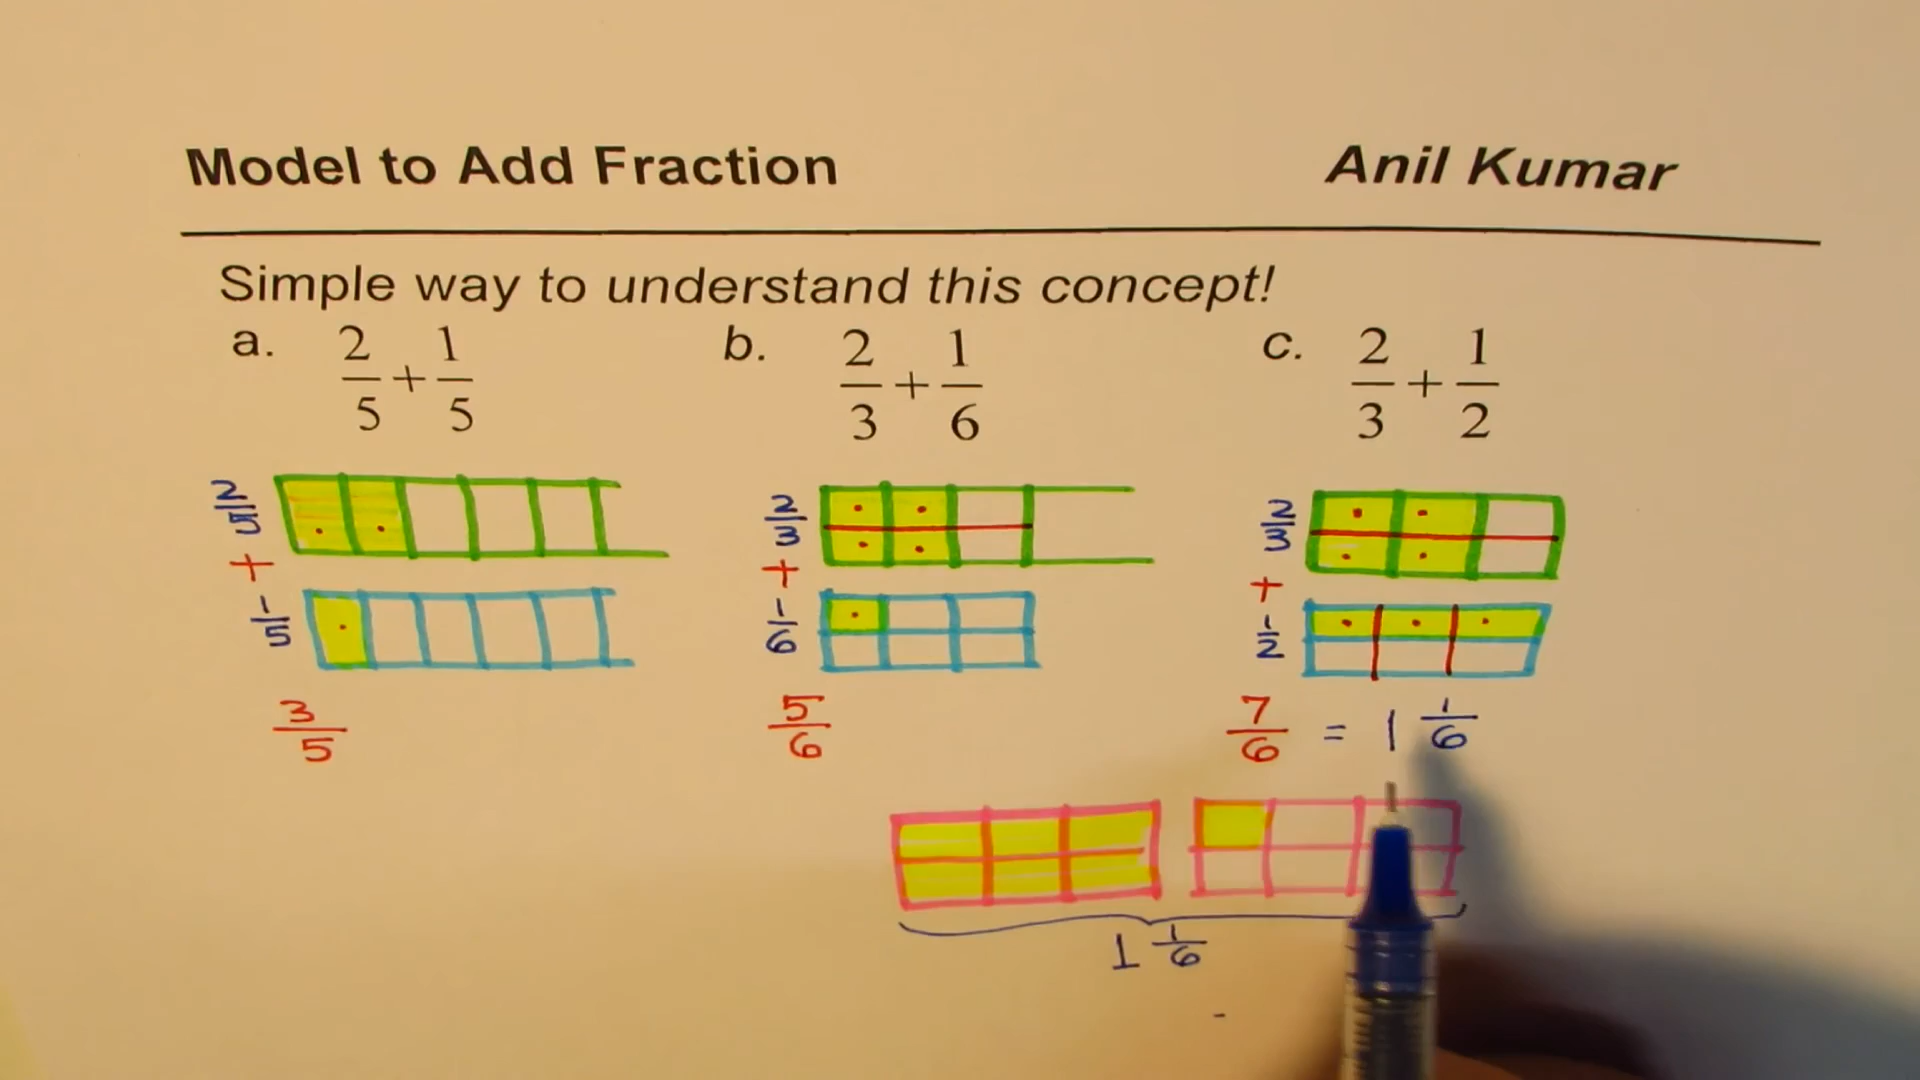 Model to Add Fraction Anil Kumar
Simple way to understand this concept!
a. 2/5 + 1/5 b. 2/3 + 1/6 c. 2/3 + 1/2
2/5 2/3 2/3
+ + +
1/5 1/6 1/2
3/5 5/6 7/6 = 1 1/6
1 1/6